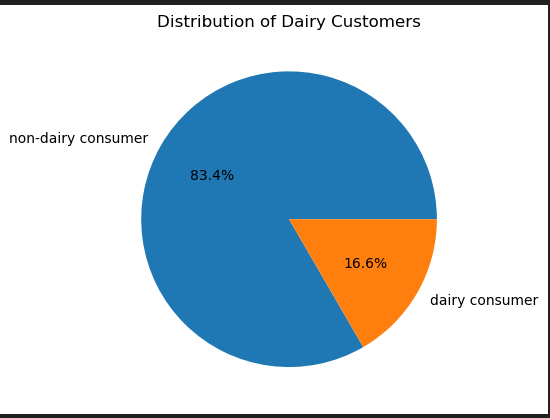 Distribution of Dairy Customers
non-dairy consumer
83.4%
16.6%
dairy consumer